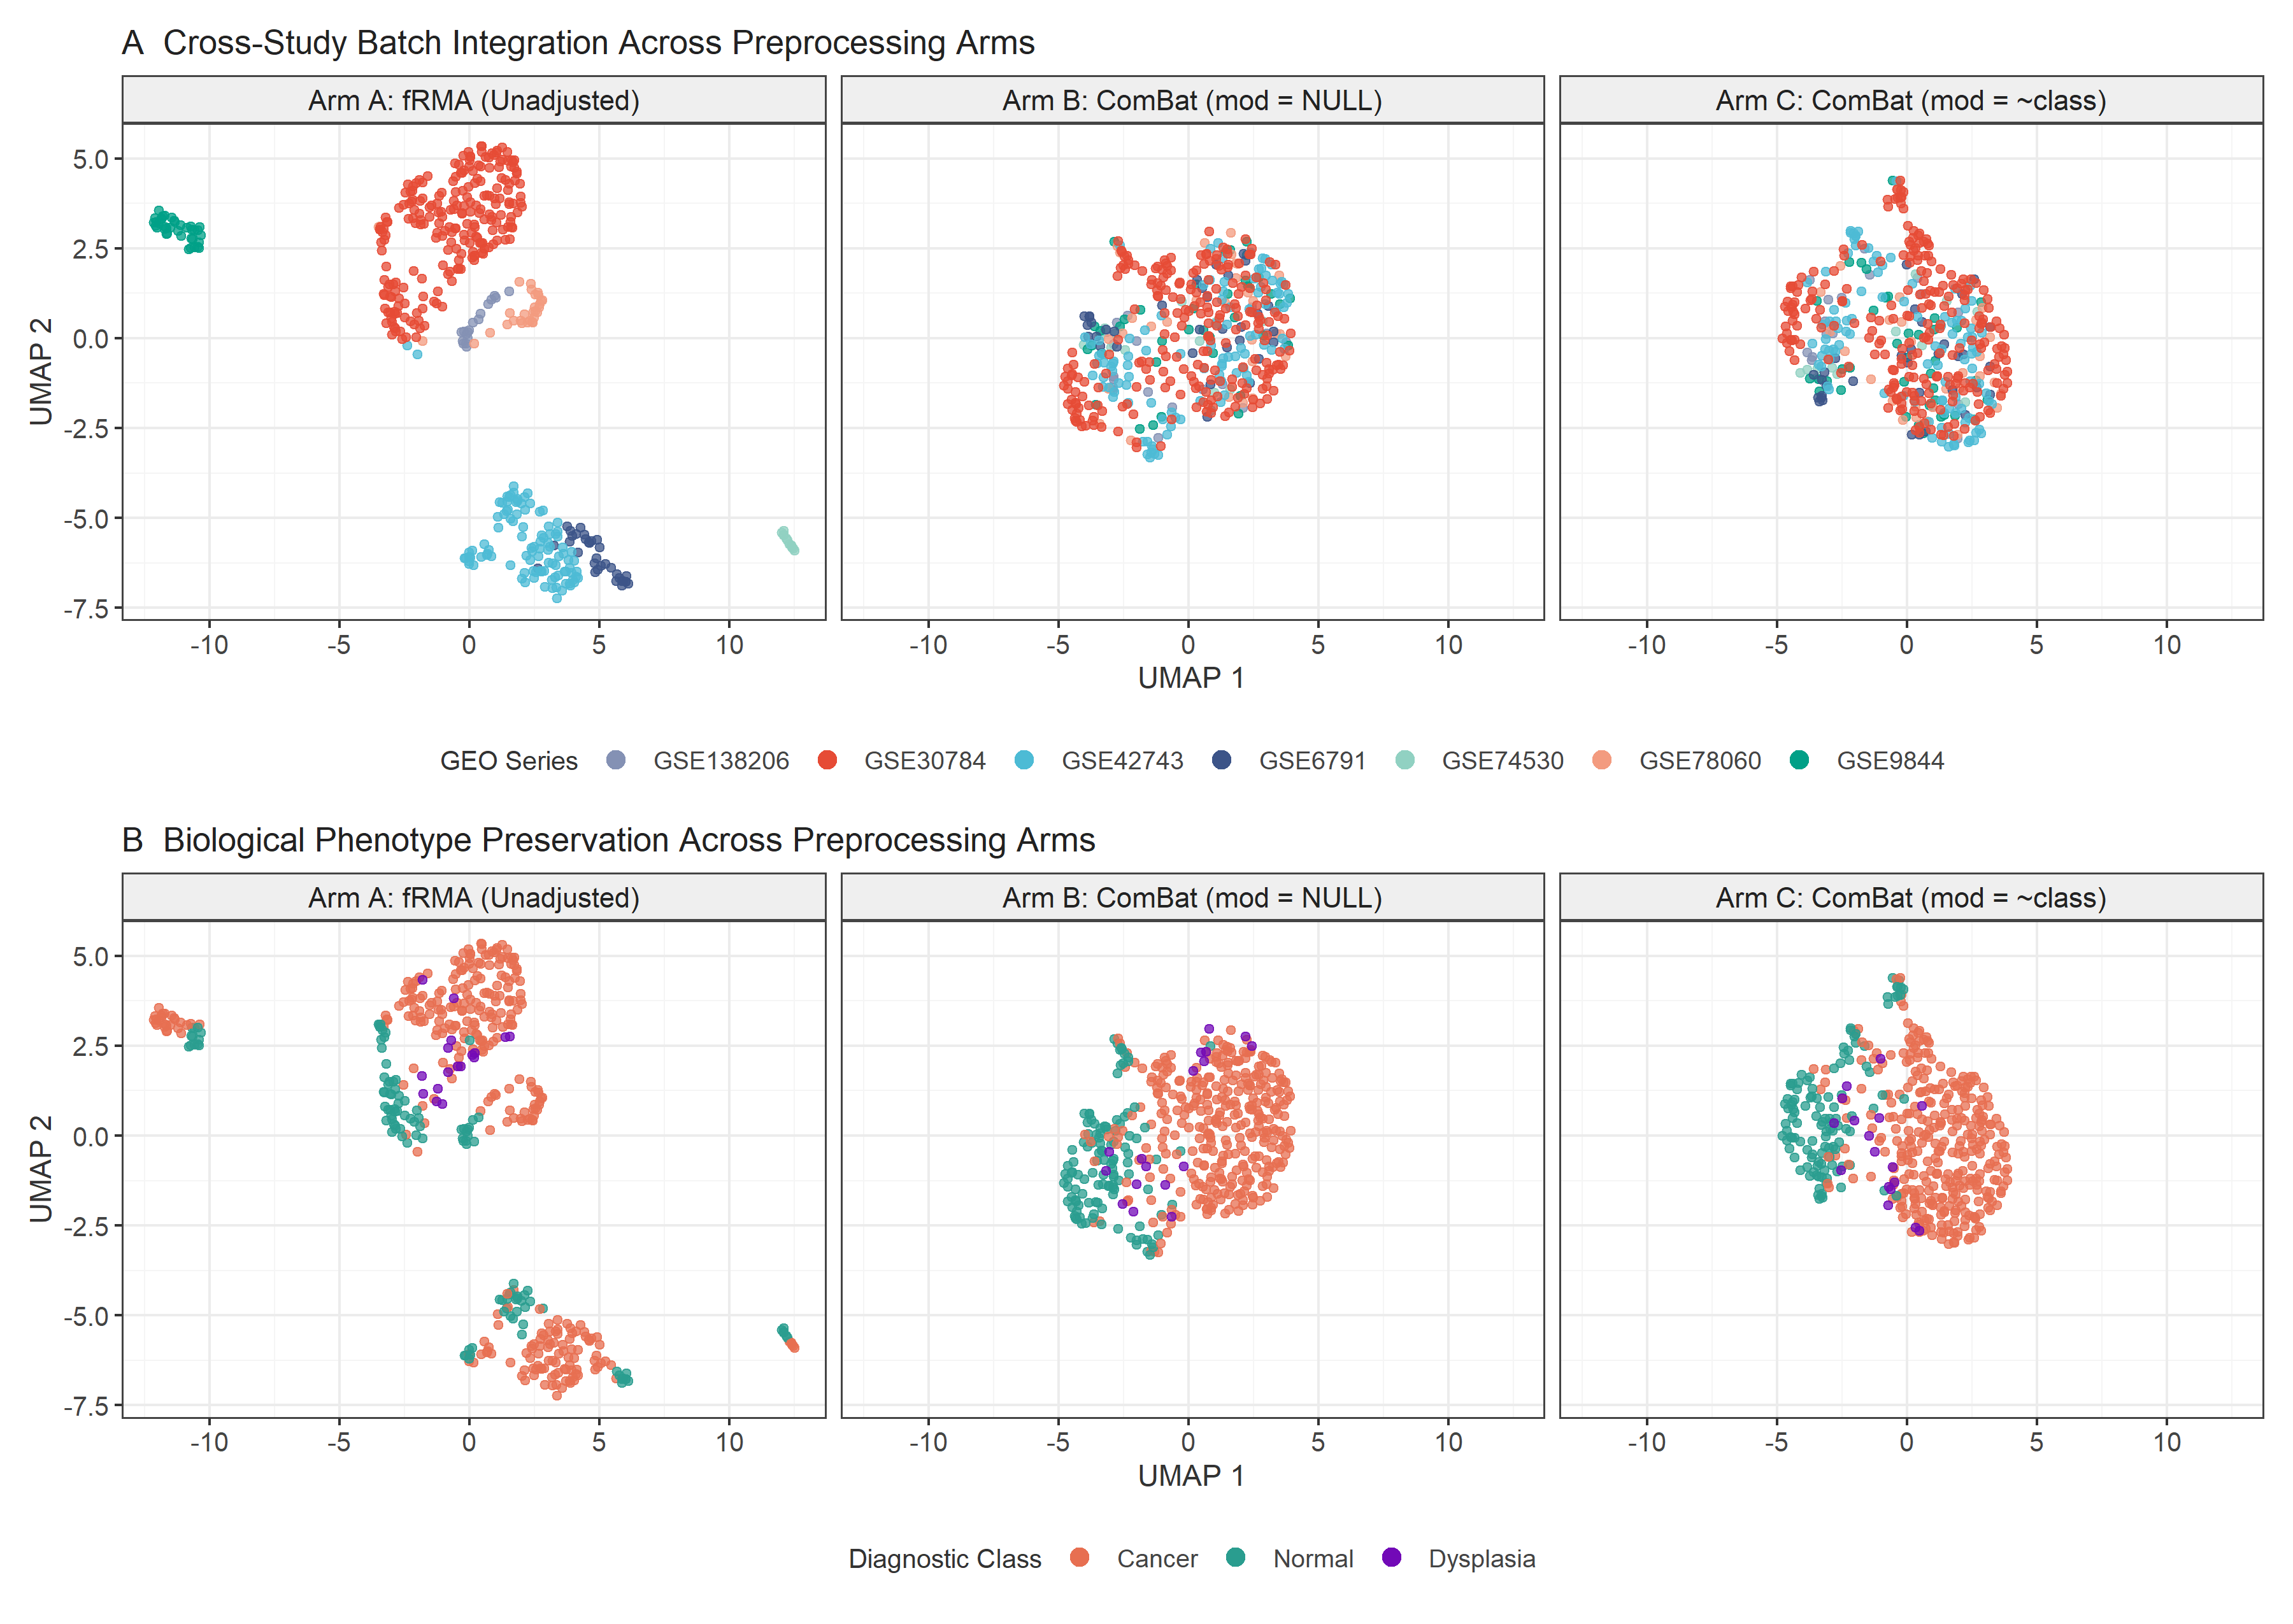 A  Cross-Study Batch Integration Across Preprocessing Arms
Arm A: fRMA (Unadjusted)
Arm B: ComBat (mod = NULL)
Arm C: ComBat (mod = ~class)
UMAP 2
5.0
2.5
0.0
-2.5
-5.0
-7.5
-10 -5 0 5 10
-10 -5 0 5 10
-10 -5 0 5 10
UMAP 1
GEO Series GSE138206 GSE30784 GSE42743 GSE6791 GSE74530 GSE78060 GSE9844
B  Biological Phenotype Preservation Across Preprocessing Arms
Arm A: fRMA (Unadjusted)
Arm B: ComBat (mod = NULL)
Arm C: ComBat (mod = ~class)
UMAP 2
5.0
2.5
0.0
-2.5
-5.0
-7.5
-10 -5 0 5 10
-10 -5 0 5 10
-10 -5 0 5 10
UMAP 1
Diagnostic Class Cancer Normal Dysplasia